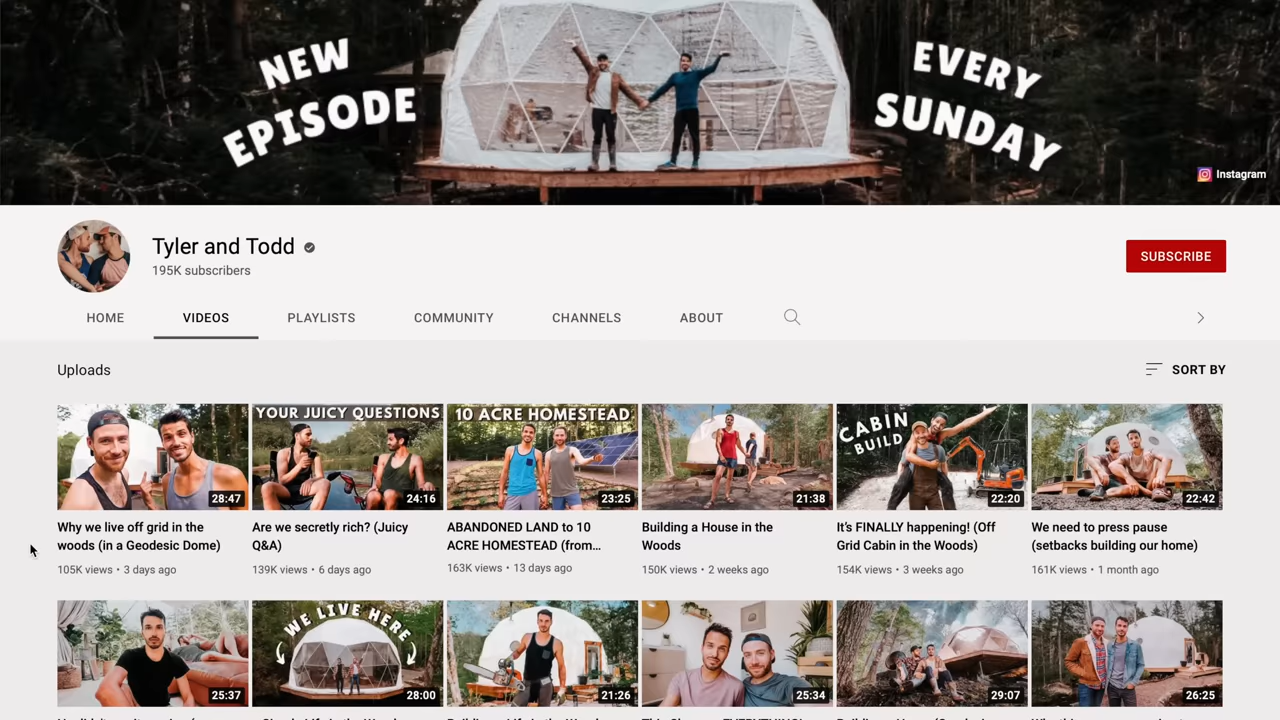 NEW
EPISODE
EVERY
SUNDAY
Instagram
Tyler and Todd
195K subscribers
SUBSCRIBE
HOME VIDEOS PLAYLISTS COMMUNITY CHANNELS ABOUT
Uploads
SORT BY
28:47
YOUR JUICY QUESTIONS
24:16
10 ACRE HOMESTEAD
23:25
21:38
CABIN
BUILD
22:20
22:42
Why we live off grid in the
woods (in a Geodesic Dome)
105K views • 3 days ago
Are we secretly rich? (Juicy
Q&A)
139K views • 6 days ago
ABANDONED LAND to 10
ACRE HOMESTEAD (from...
163K views • 13 days ago
Building a House in the
Woods
150K views • 2 weeks ago
It's FINALLY happening! (Off
Grid Cabin in the Woods)
154K views • 3 weeks ago
We need to press pause
(setbacks building our home)
161K views • 1 month ago
25:37
WE LIVE HERE
28:00
21:26
25:34
29:07
26:25